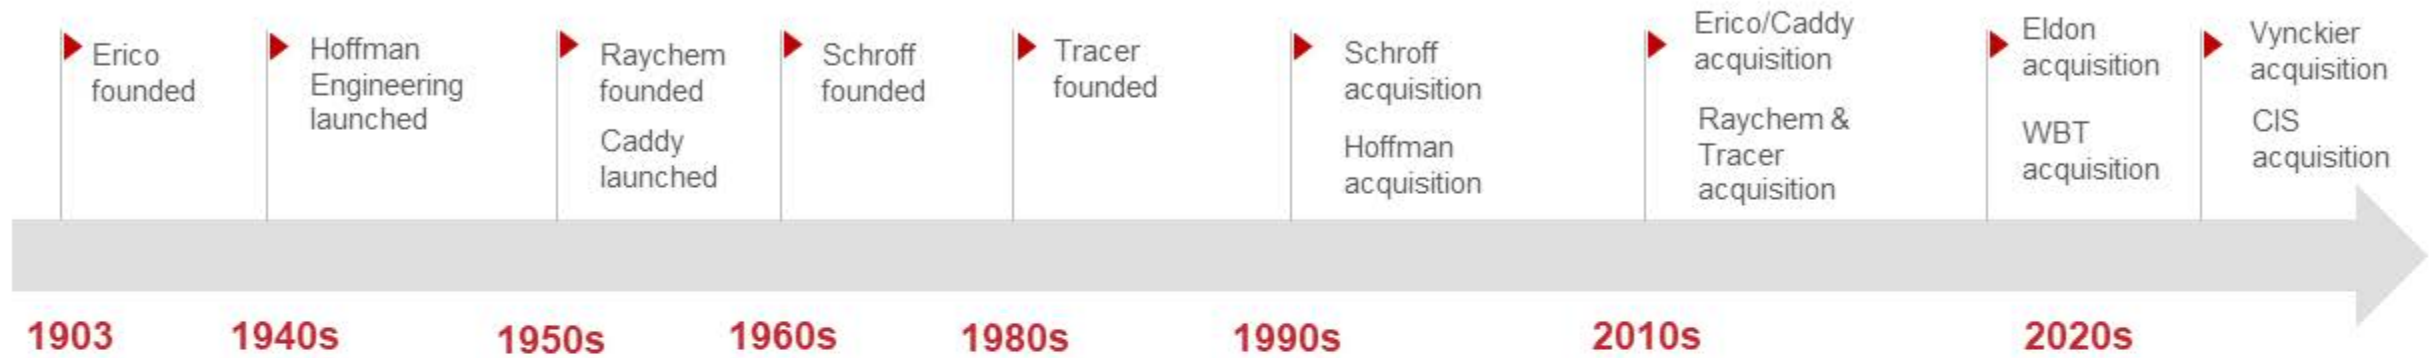 Erico
founded
Hoffman
Engineering
launched
Raychem
founded
Caddy
launched
Schroff
founded
Tracer
founded
Schroff
acquisition
Hoffman
acquisition
Erico/Caddy
acquisition
Raychem &
Tracer
acquisition
Eldon
acquisition
WBT
acquisition
Vynckier
acquisition
CIS
acquisition
1903
1940s
1950s
1960s
1980s
1990s
2010s
2020s